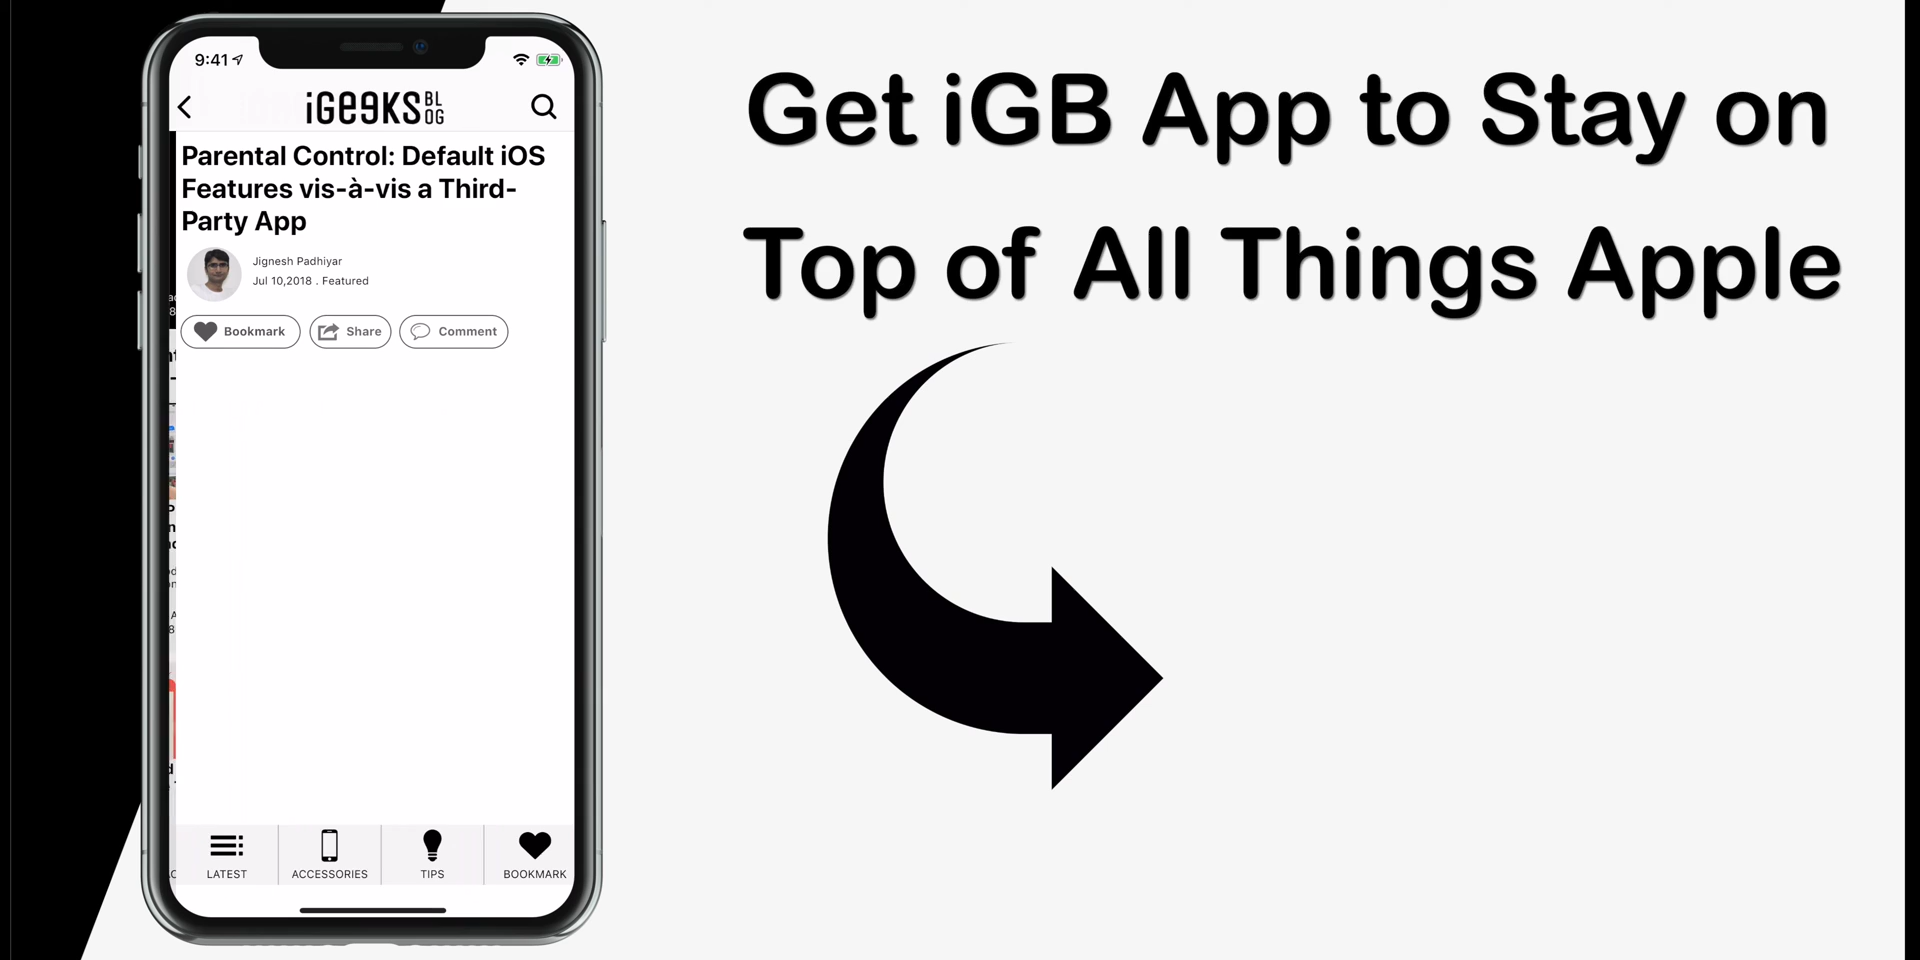 9:41
iGeeKS BLOG
Parental Control: Default iOS
Features vis-à-vis a Third-
Party App
Jignesh Padhiyar
Jul 10,2018 . Featured
Bookmark
Share
Comment
LATEST
ACCESSORIES
TIPS
BOOKMARK
Get iGB App to Stay on
Top of All Things Apple